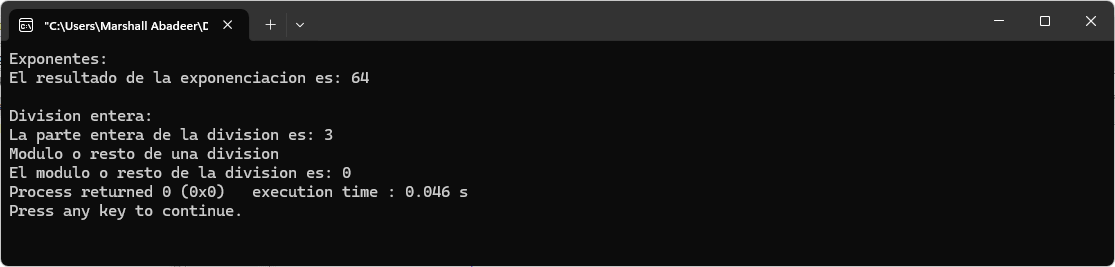 "C:\Users\Marshall Abadeer\D
Exponentes:
El resultado de la exponenciacion es: 64
Division entera:
La parte entera de la division es: 3
Modulo o resto de una division
El modulo o resto de la division es: 0
Process returned 0 (0x0)   execution time : 0.046 s
Press any key to continue.